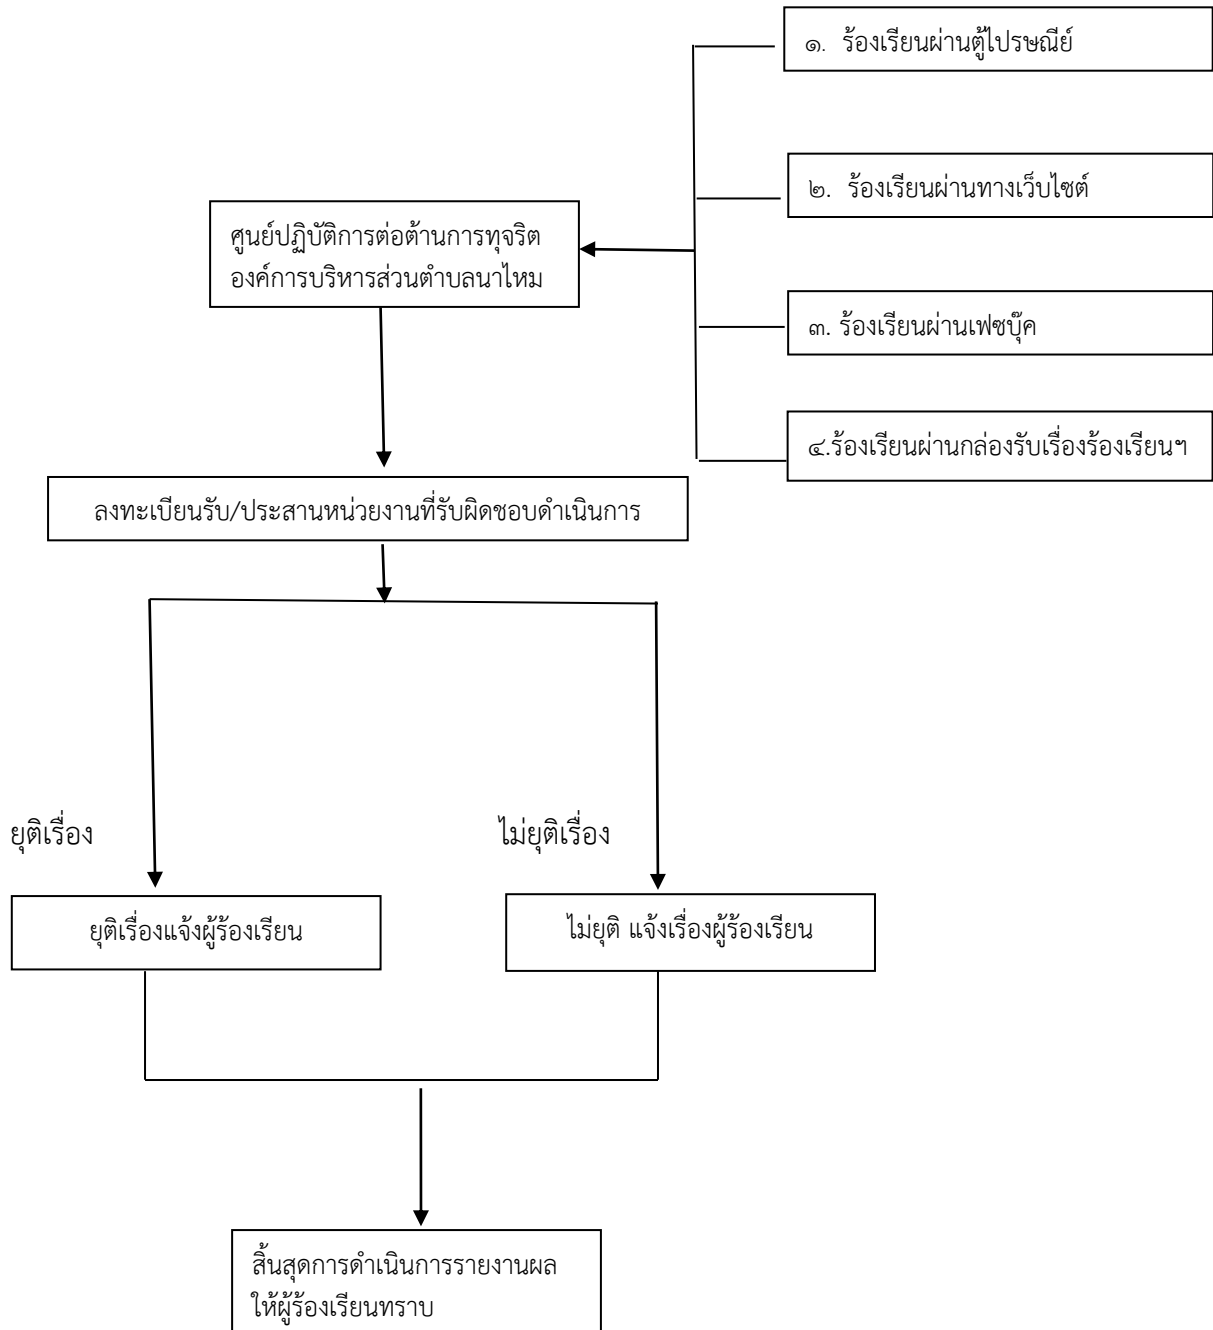 ๑. ร้องเรียนผ่านตู้ไปรษณีย์
๒. ร้องเรียนผ่านทางเว็บไซต์
ศูนย์ปฏิบัติการต่อต้านการทุจริต
องค์การบริหารส่วนตำบลนาไหม
๓. ร้องเรียนผ่านเฟซบุ๊ค
๔.ร้องเรียนผ่านกล่องรับเรื่องร้องเรียนฯ
ลงทะเบียนรับ/ประสานหน่วยงานที่รับผิดชอบดำเนินการ
ยุติเรื่อง
ไม่ยุติเรื่อง
ยุติเรื่องแจ้งผู้ร้องเรียน
ไม่ยุติ แจ้งเรื่องผู้ร้องเรียน
สิ้นสุดการดำเนินการรายงานผล
ให้ผู้ร้องเรียนทราบ